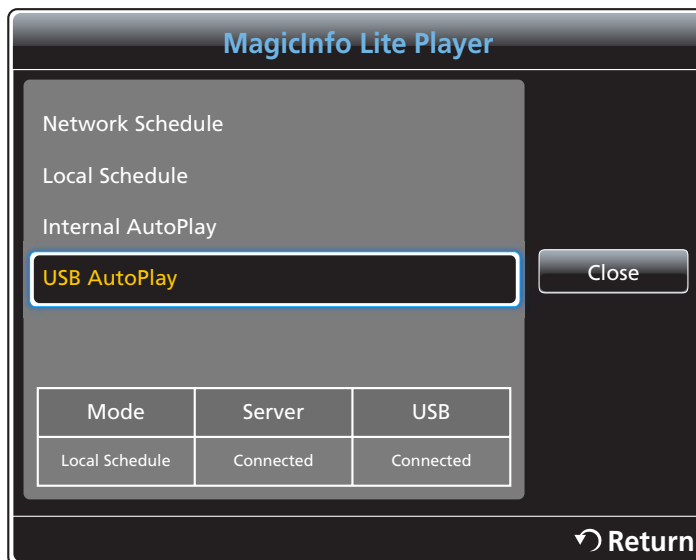 MagicInfo Lite Player
Network Schedule
Local Schedule
Internal AutoPlay
USB AutoPlay
Close
Mode Server USB
Local Schedule Connected Connected
Return